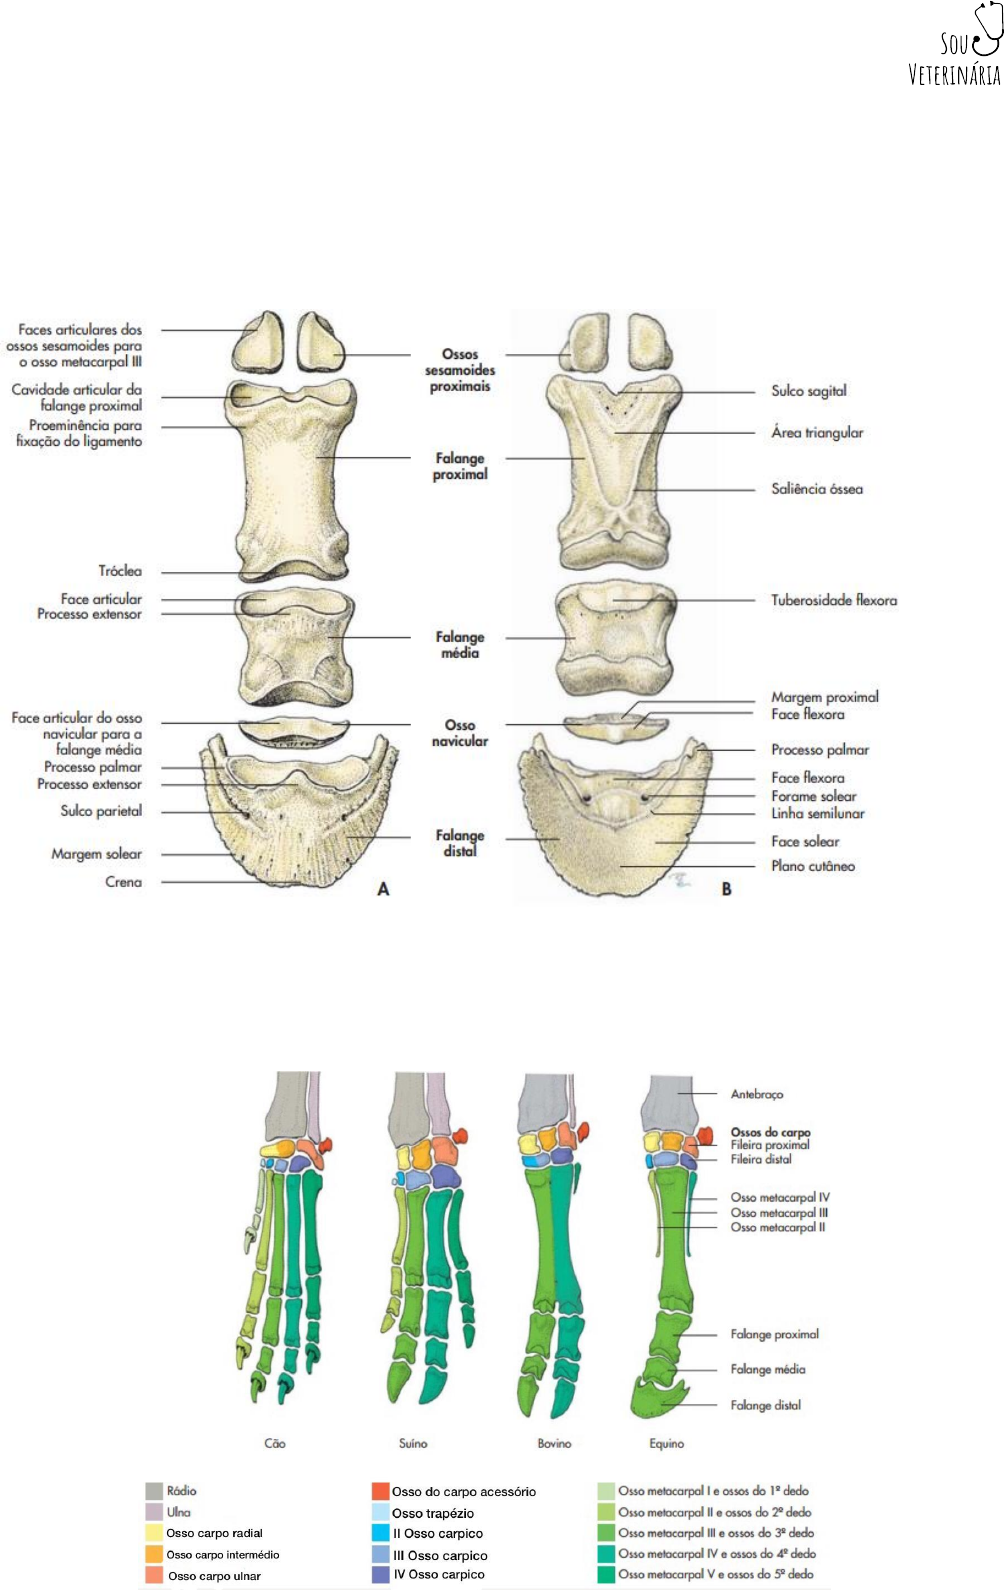 Sou
Veterinária
Faces articulares dos
ossos sesamoides para
o osso metacarpal III
Cavidade articular da
falange proximal
Proeminência para
fixação do ligamento
Tróclea
Face articular
Processo extensor
Face articular do osso
navicular para a
falange média
Processo palmar
Processo extensor
Sulco parietal
Margem solear
Crena
A
Ossos
sesamoides
proximais
Falange
proximal
Falange
média
Osso
navicular
Falange
distal
B
Sulco sagital
Área triangular
Saliência óssea
Tuberosidade flexora
Margem proximal
Face flexora
Processo palmar
Face flexora
Forame solear
Linha semilunar
Face solear
Plano cutâneo
Antebraço
Ossos do carpo
Fileira proximal
Fileira distal
Osso metacarpal IV
Osso metacarpal III
Osso metacarpal II
Falange proximal
Falange média
Falange distal
Cão
Suíno
Bovino
Equino
Rádio
Ulna
Osso carpo radial
Osso carpo intermédio
Osso carpo ulnar
Osso do carpo acessório
Osso trapézio
II Osso carpico
III Osso carpico
IV Osso carpico
Osso metacarpal I e ossos do 1º dedo
Osso metacarpal II e ossos do 2º dedo
Osso metacarpal III e ossos do 3º dedo
Osso metacarpal IV e ossos do 4º dedo
Osso metacarpal V e ossos do 5º dedo